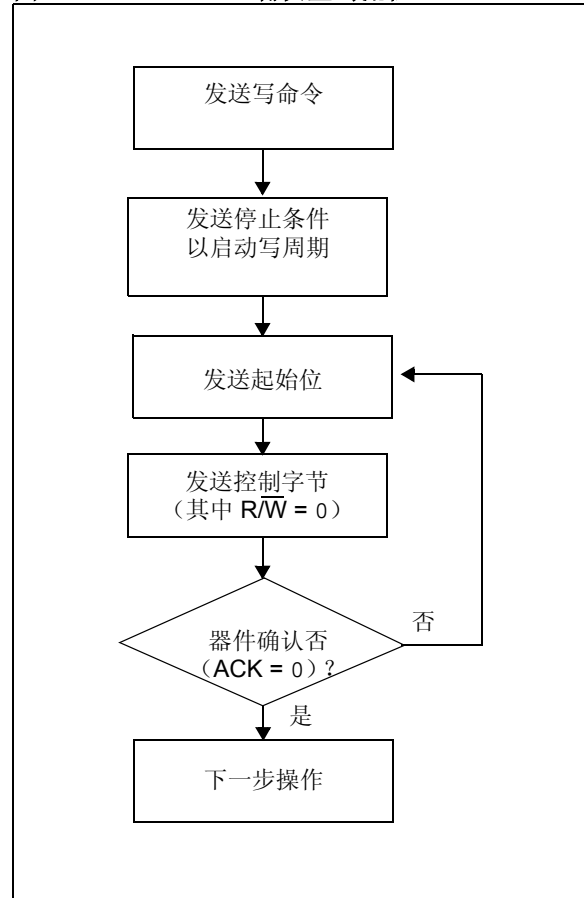 发送写命令
发送停止条件
以启动写周期
发送起始位
发送控制字节
（其中 R/W̅ = 0）
器件确认否
（ACK = 0）？
否
是
下一步操作